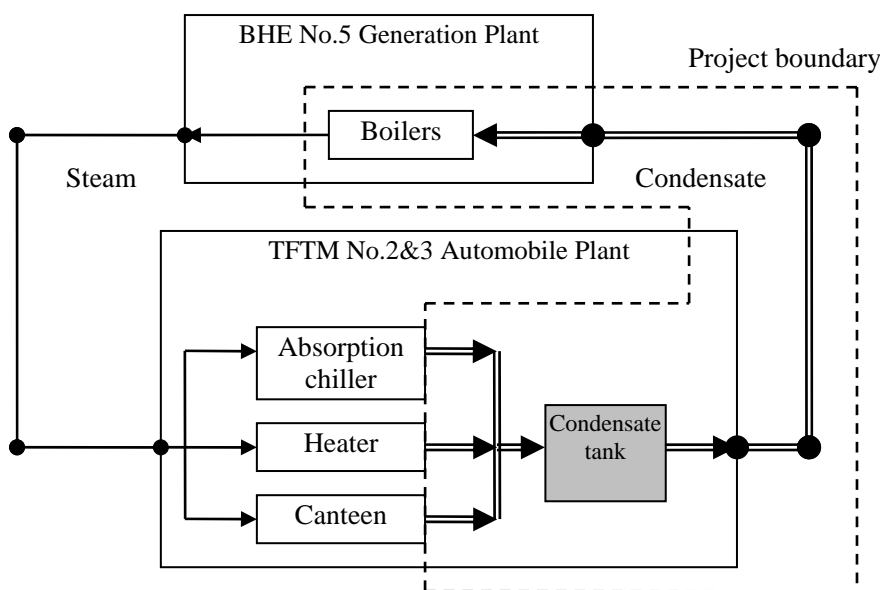 BHE No.5 Generation Plant
Project boundary
Boilers
Steam
Condensate
TFTM No.2&3 Automobile Plant
Absorption
chiller
Condensate
tank
Heater
Canteen